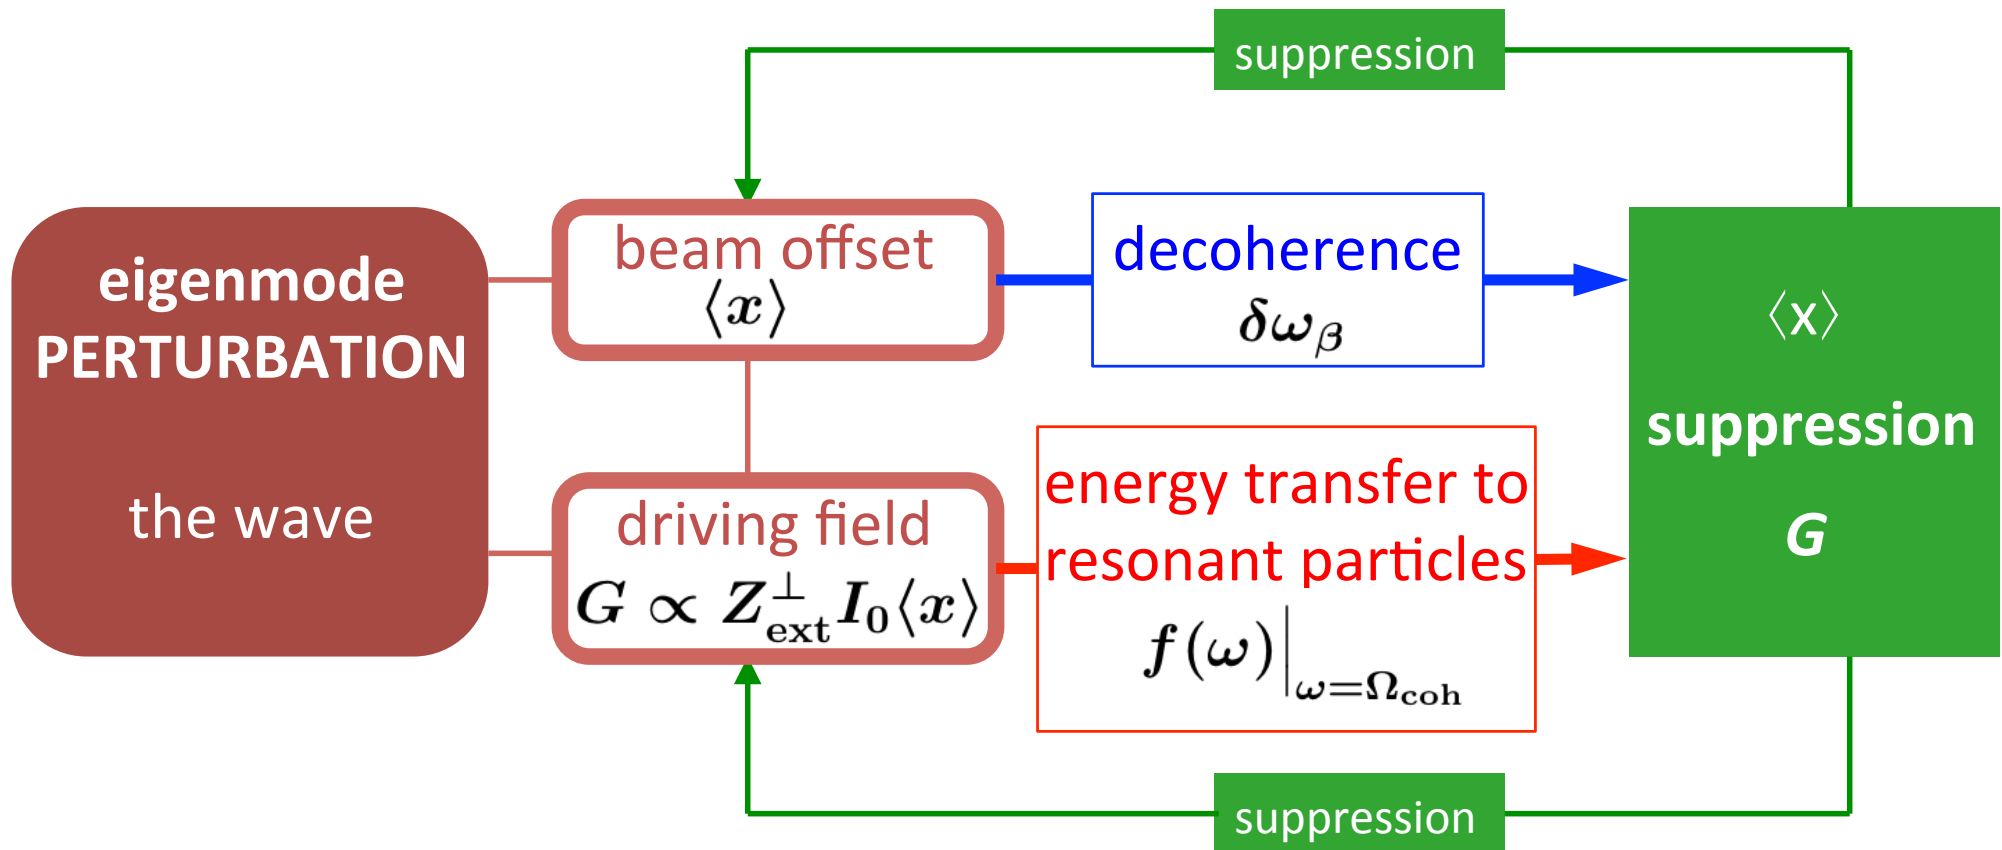 suppression
eigenmode
PERTURBATION
the wave
beam offset
⟨x⟩
decoherence
δω_β
driving field
G ∝ Z_ext^⊥ I_0⟨x⟩
energy transfer to
resonant particles
f(ω)|_ω=Ω_coh
⟨x⟩
suppression
G
suppression